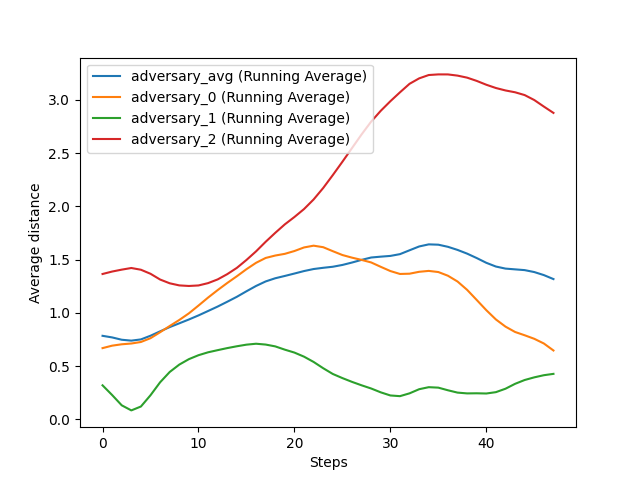 adversary_avg (Running Average)
adversary_0 (Running Average)
adversary_1 (Running Average)
adversary_2 (Running Average)
Average distance
3.0
2.5
2.0
1.5
1.0
0.5
0.0
0 10 20 30 40
Steps